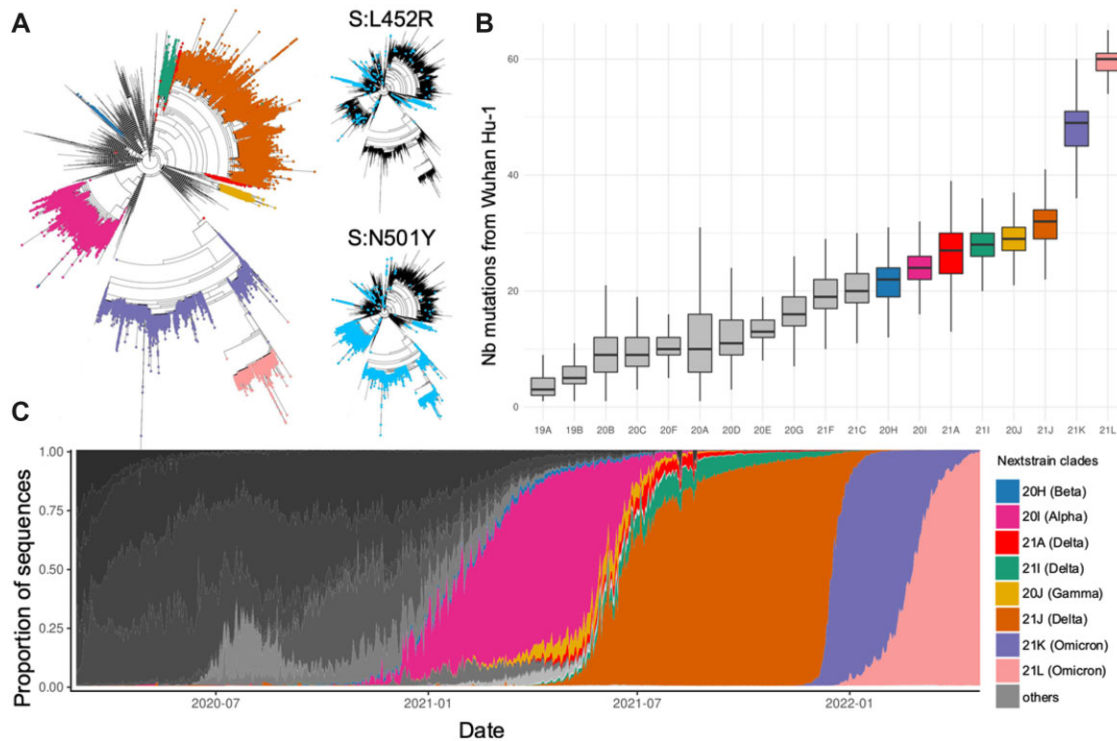 A
S:L452R
S:N501Y
B
Nb mutations from Wuhan Hu-1
60
40
20
0
19A 19B 20B 20C 20F 20A 20D 20E 20G 21F 21C 20H 20I 21A 21I 20J 21J 21K 21L
C
Proportion of sequences
1.00
0.75
0.50
0.25
0.00
2020-07 2021-01 2021-07 2022-01
Date
Nextstrain clades
20H (Beta)
20I (Alpha)
21A (Delta)
21I (Delta)
20J (Gamma)
21J (Delta)
21K (Omicron)
21L (Omicron)
others